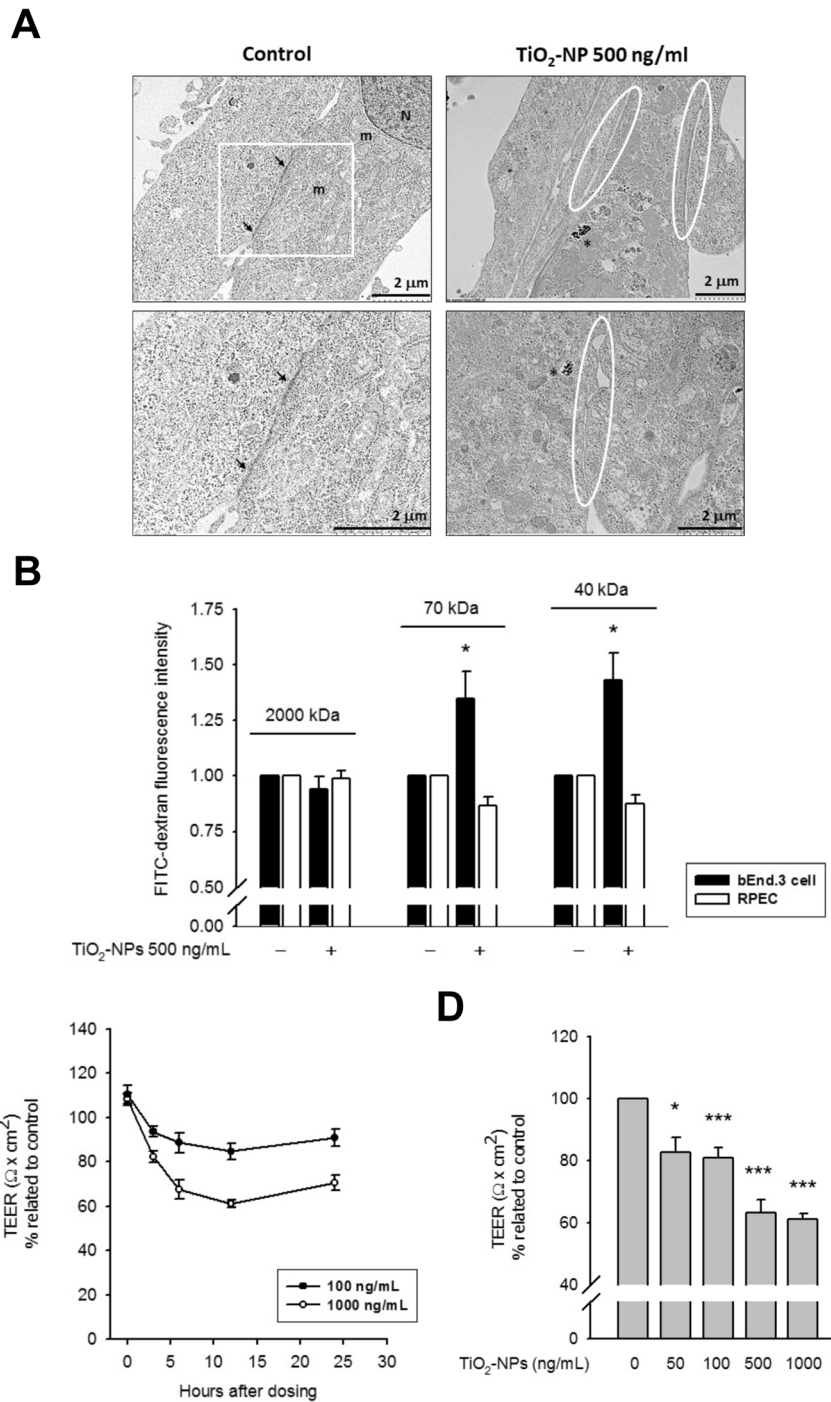 A
Control
TiO2-NP 500 ng/ml
N
m
m
2 μm
*
2 μm
2 μm
*
2 μm
B
FITC-dextran fluorescence intensity
1.75
1.50
1.25
1.00
0.75
0.50
0.00
2000 kDa
70 kDa
*
40 kDa
*
bEnd.3 cell
RPEC
TiO2-NPs 500 ng/mL − + − + − +
TEER (Ω x cm2)
% related to control
140
120
100
80
60
40
20
0
0 5 10 15 20 25 30
Hours after dosing
100 ng/mL
1000 ng/mL
D
TEER (Ω x cm2)
% related to control
120
100
80
60
40
0
*
***
***
***
TiO2-NPs (ng/mL) 0 50 100 500 1000